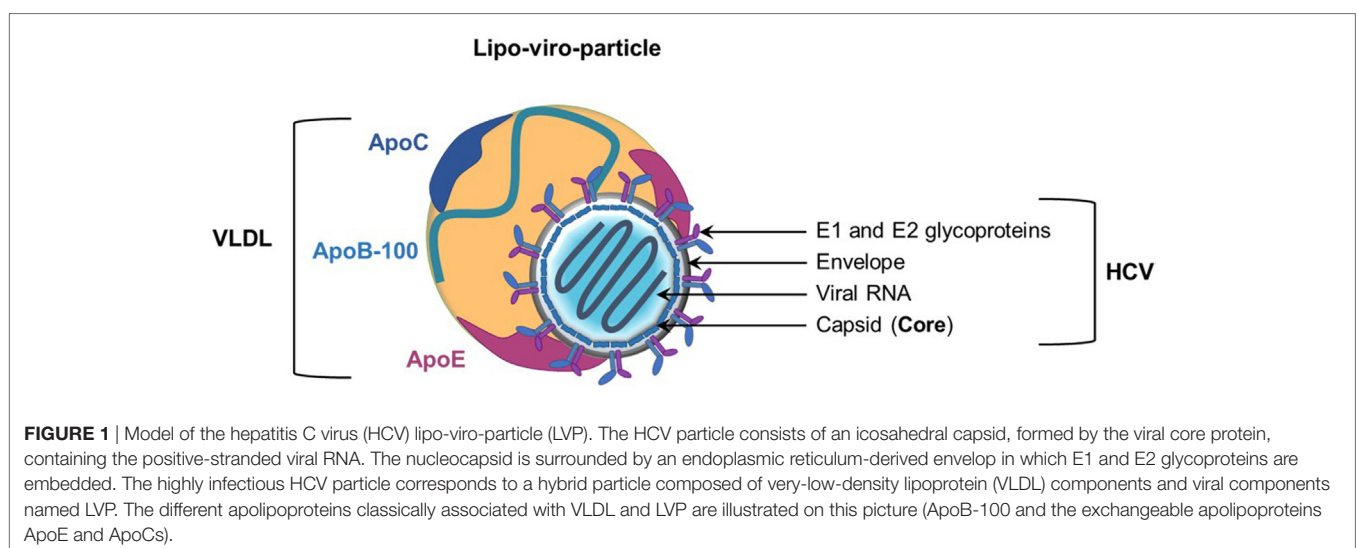 Lipo-viro-particle
ApoC
VLDL
ApoB-100
ApoE
E1 and E2 glycoproteins
Envelope
Viral RNA
Capsid (Core)
HCV
FIGURE 1 | Model of the hepatitis C virus (HCV) lipo-viro-particle (LVP). The HCV particle consists of an icosahedral capsid, formed by the viral core protein,
containing the positive-stranded viral RNA. The nucleocapsid is surrounded by an endoplasmic reticulum-derived envelop in which E1 and E2 glycoproteins are
embedded. The highly infectious HCV particle corresponds to a hybrid particle composed of very-low-density lipoprotein (VLDL) components and viral components
named LVP. The different apolipoproteins classically associated with VLDL and LVP are illustrated on this picture (ApoB-100 and the exchangeable apolipoproteins
ApoE and ApoCs).